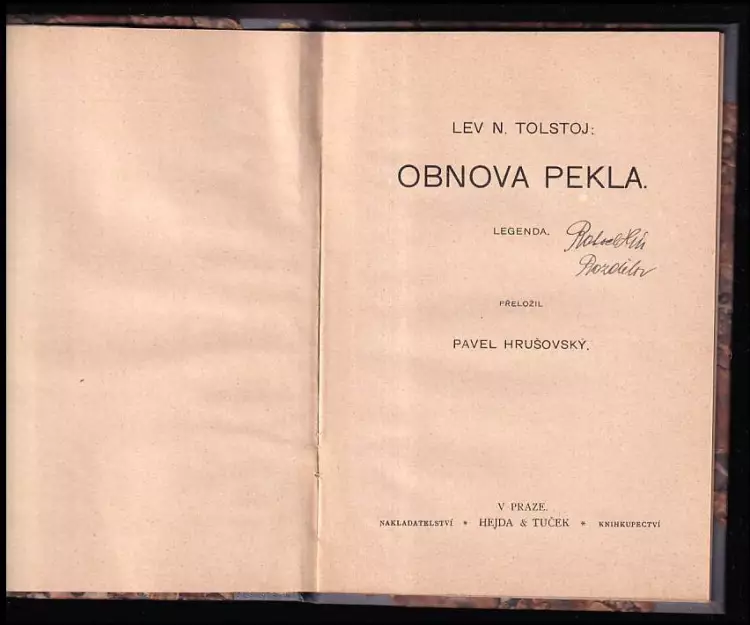 LEV N. TOLSTOJ:
OBNOVA PEKLA.
LEGENDA.
PŘELOŽIL
PAVEL HRUŠOVSKÝ.
V PRAZE.
NAKLADATELSTVÍ * HEJDA & TUČEK * KNIHKUPECTVÍ